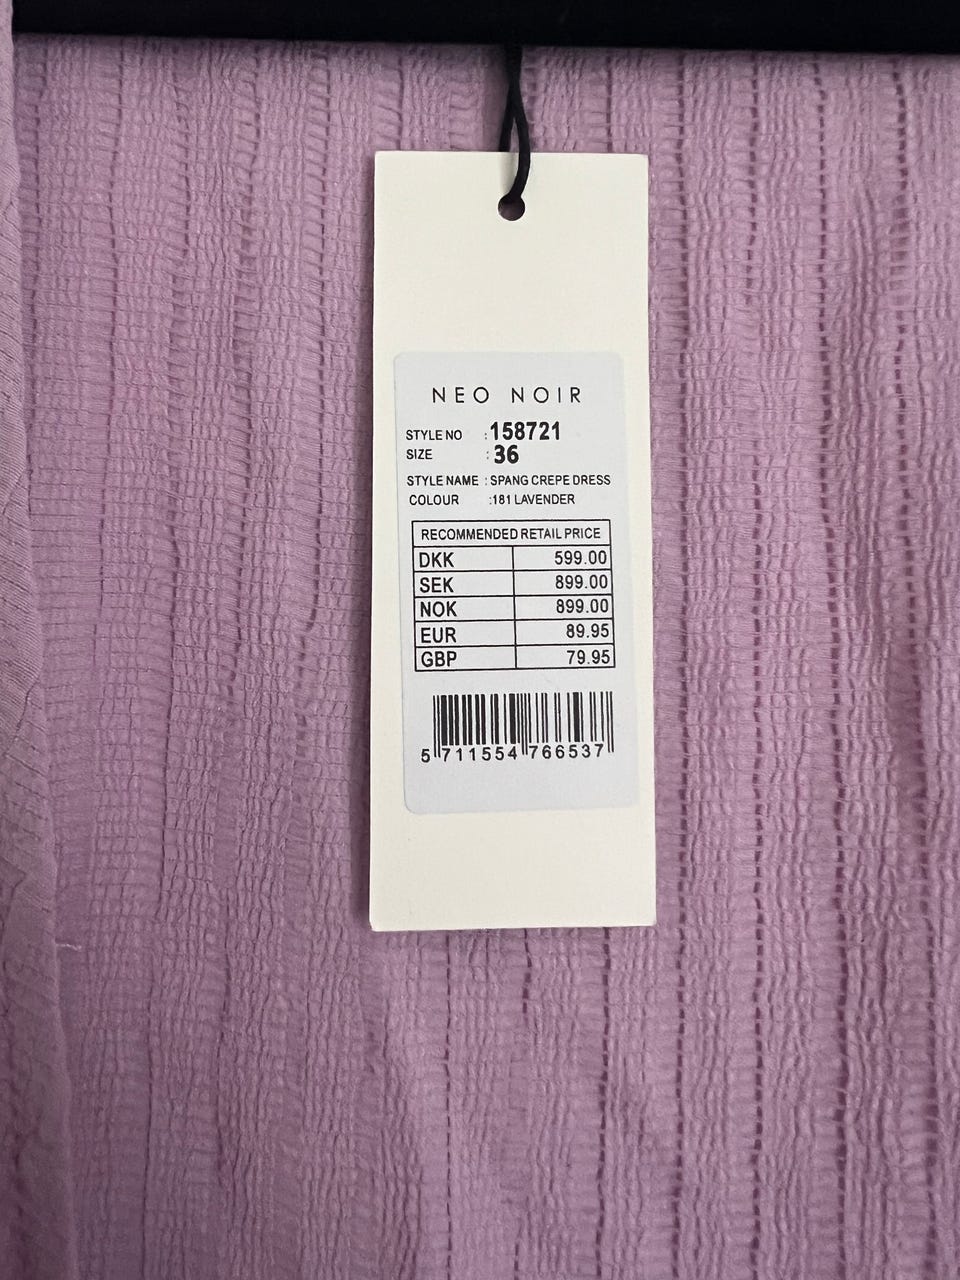 NEO NOIR
STYLE NO : 158721
SIZE : 36
STYLE NAME : SPANG CREPE DRESS
COLOUR :181 LAVENDER
RECOMMENDED RETAIL PRICE
DKK 599.00
SEK 899.00
NOK 899.00
EUR 89.95
GBP 79.95
5 711554 766537